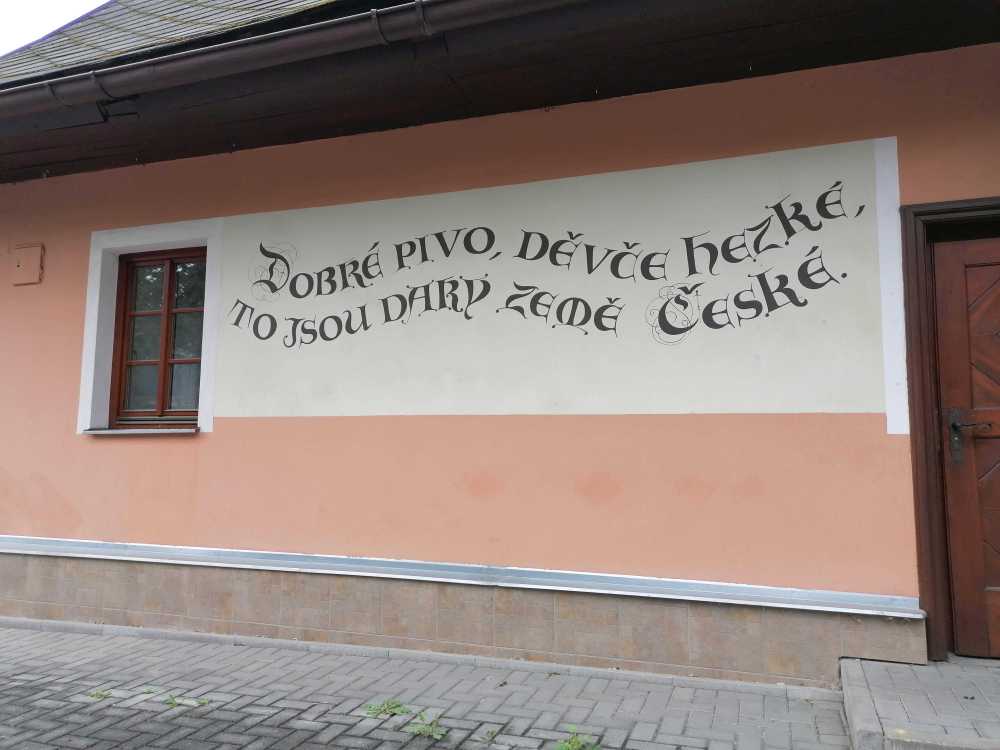 Dobré pivo, děvče hezké,
to jsou dary země České.